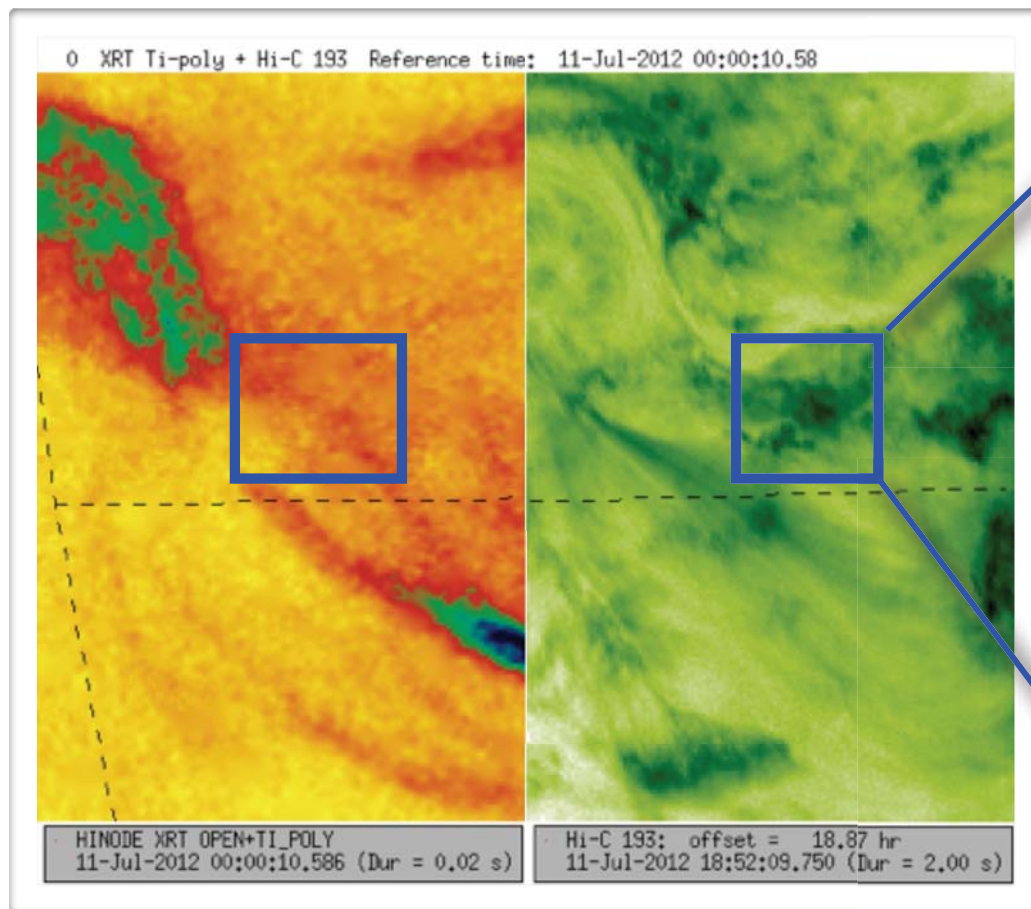 0 XRT Ti-poly + Hi-C 193 Reference time: 11-Jul-2012 00:00:10.58
HINODE XRT OPEN+TI_POLY
11-Jul-2012 00:00:10.586 (Dur = 0.02 s)
Hi-C 193: offset = 18.87 hr
11-Jul-2012 18:52:09.750 (Dur = 2.00 s)